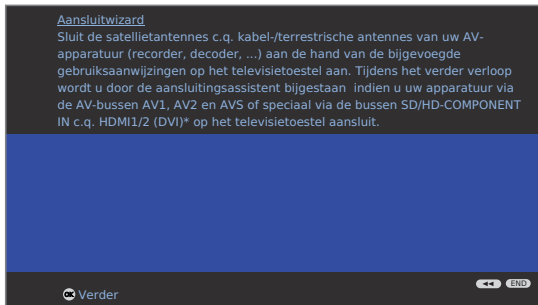 Aansluitwizard
Sluit de satellietantennes c.q. kabel-/terrestrische antennes van uw AV-
apparatuur (recorder, decoder, ...) aan de hand van de bijgevoegde
gebruiksaanwijzingen op het televisietoestel aan. Tijdens het verder verloop
wordt u door de aansluitingsassistent bijgestaan indien u uw apparatuur via
de AV-bussen AV1, AV2 en AVS of speciaal via de bussen SD/HD-COMPONENT
IN c.q. HDMI1/2 (DVI)* op het televisietoestel aansluit.
END
OK Verder